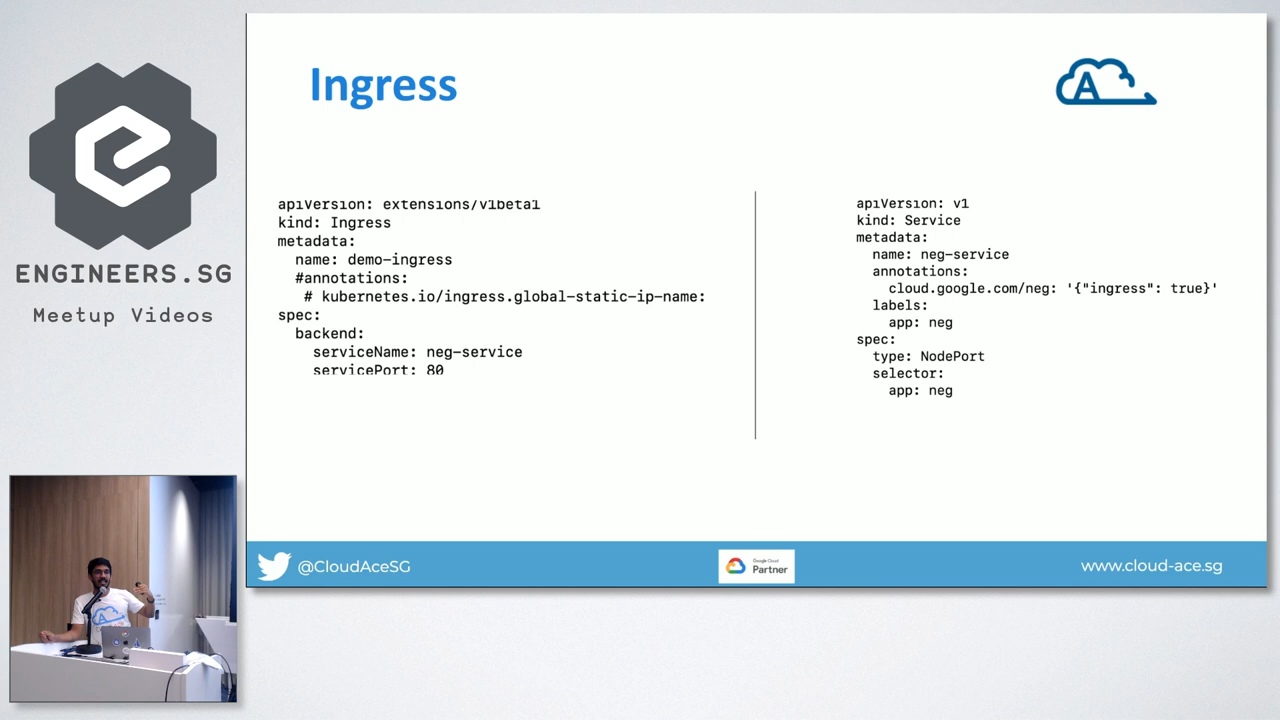 ENGINEERS.SG
Meetup Videos
Ingress
A
apiVersion: extensions/v1beta1
kind: Ingress
metadata:
  name: demo-ingress
  #annotations:
   # kubernetes.io/ingress.global-static-ip-name:
spec:
  backend:
    serviceName: neg-service
    servicePort: 80
apiVersion: v1
kind: Service
metadata:
  name: neg-service
  annotations:
    cloud.google.com/neg: '{"ingress": true}'
  labels:
    app: neg
spec:
  type: NodePort
  selector:
    app: neg
@CloudAceSG
Google Cloud
Partner
www.cloud-ace.sg